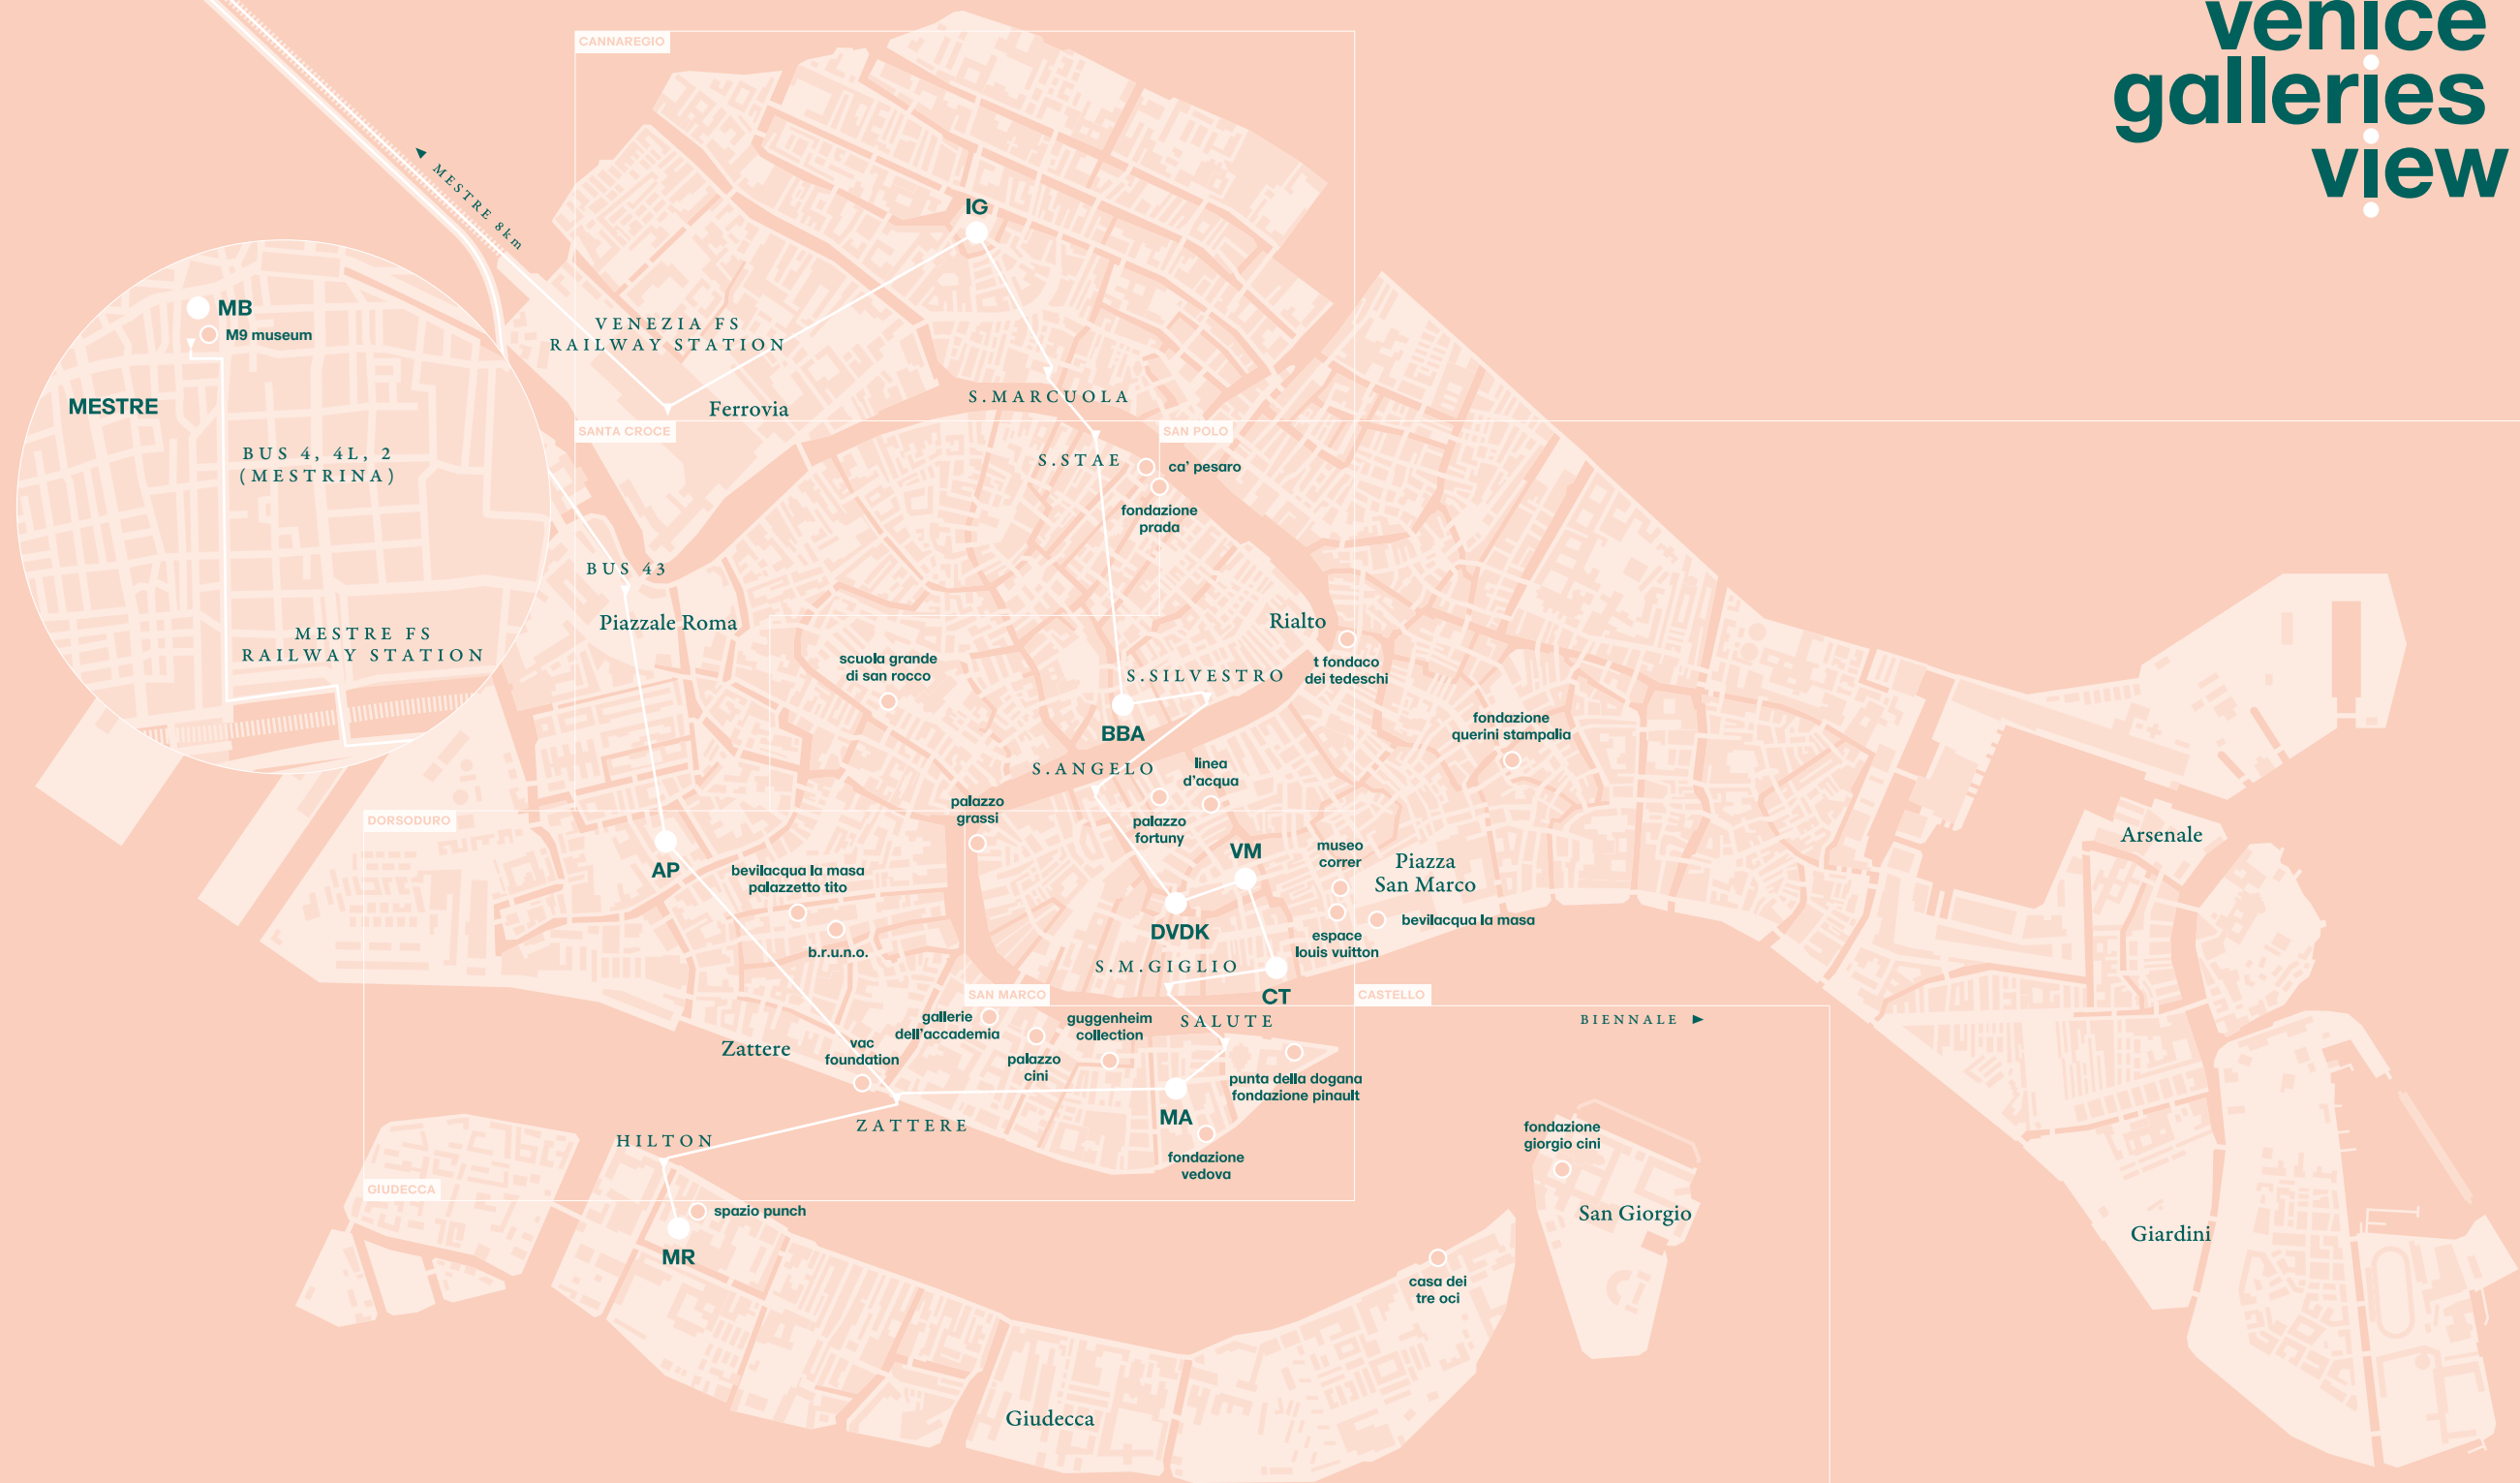 venice
galleries
view
CANNAREGIO
MESTRE 8km
IG
MB
M9 museum
VENEZIA FS
RAILWAY STATION
MESTRE
S.MARCUOLA
Ferrovia
SANTA CROCE
SAN POLO
BUS 4, 4L, 2
(MESTRINA)
S.STAE
ca' pesaro
fondazione
prada
BUS 43
Piazzale Roma
Rialto
MESTRE FS
RAILWAY STATION
scuola grande
di san rocco
S.SILVESTRO
t fondaco
dei tedeschi
BBA
fondazione
querini stampalia
S.ANGELO
linea
d'acqua
palazzo
grassi
palazzo
fortuny
DORSODURO
Arsenale
AP
VM
museo
correr
Piazza
San Marco
bevilacqua la masa
palazzetto tito
b.r.u.n.o.
DVDK
bevilacqua la masa
espace
louis vuitton
S.M.GIGLIO
CT
SAN MARCO
CASTELLO
gallerie
dell'accademia
guggenheim
collection
SALUTE
BIENNALE
Zattere
vac
foundation
palazzo
cini
punta della dogana
fondazione pinault
MA
ZATTERE
HILTON
fondazione
vedova
fondazione
giorgio cini
GIUDECCA
spazio punch
San Giorgio
MR
Giardini
casa dei
tre oci
Giudecca